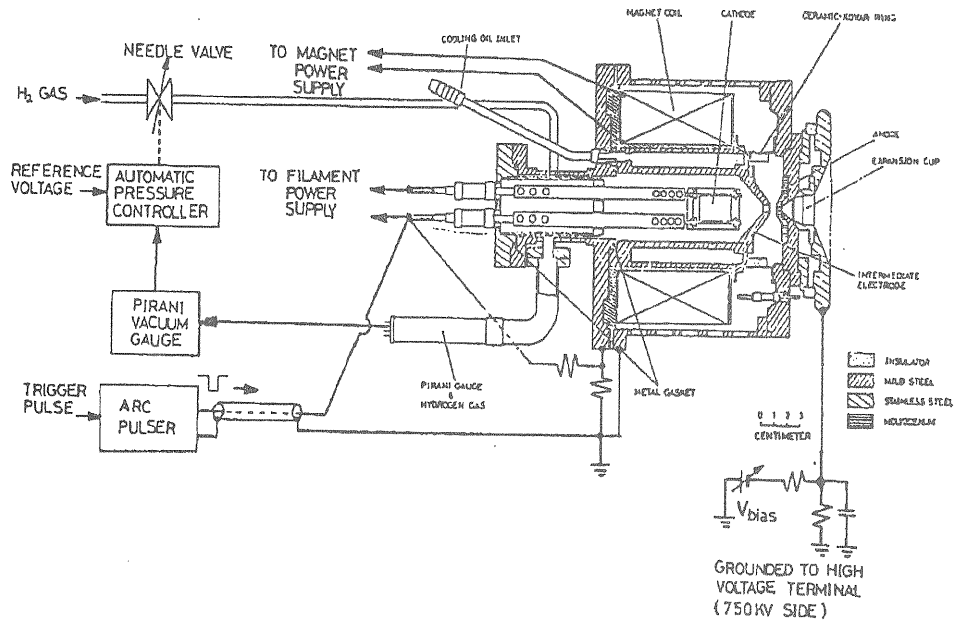 MAGNET COIL
CATHODE
CERAMIC-KOVAR RING
COOLING OIL INLET
NEEDLE VALVE
TO MAGNET
POWER
SUPPLY
H₂ GAS
ANODE
EXPANSION CUP
REFERENCE
VOLTAGE
AUTOMATIC
PRESSURE
CONTROLLER
TO FILAMENT
POWER
SUPPLY
INTERMEDIATE
ELECTRODE
PIRANI
VACUUM
GAUGE
PIRANI GAUGE
&
HYDROGEN GAS
METAL GASKET
INSULATOR
MILD STEEL
STAINLESS STEEL
MOLYBDENUM
TRIGGER
PULSE
ARC
PULSER
0 1 2 3
CENTIMETER
Vbias
GROUNDED TO HIGH
VOLTAGE TERMINAL
(750KV SIDE)